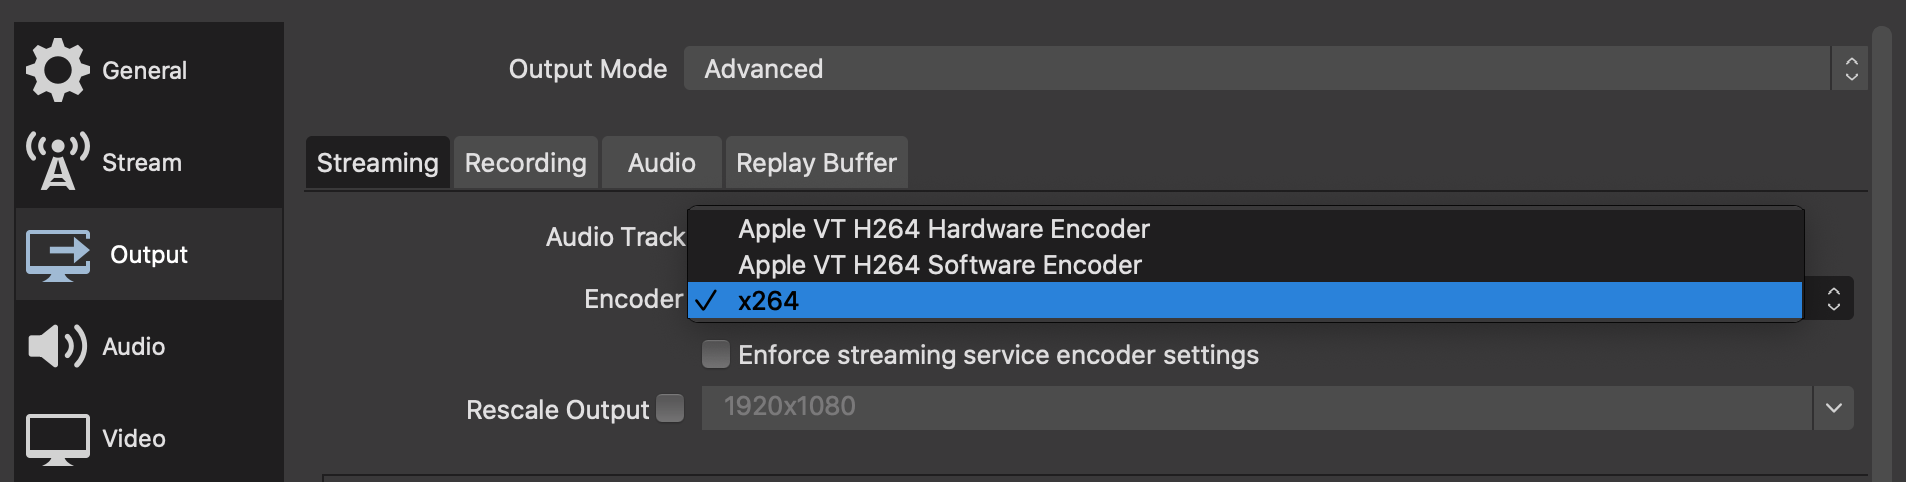 General
Stream
Output
Audio
Video
Output Mode Advanced
Streaming Recording Audio Replay Buffer
Audio Track
Apple VT H264 Hardware Encoder
Apple VT H264 Software Encoder
Encoder ✓ x264
Enforce streaming service encoder settings
Rescale Output 1920x1080